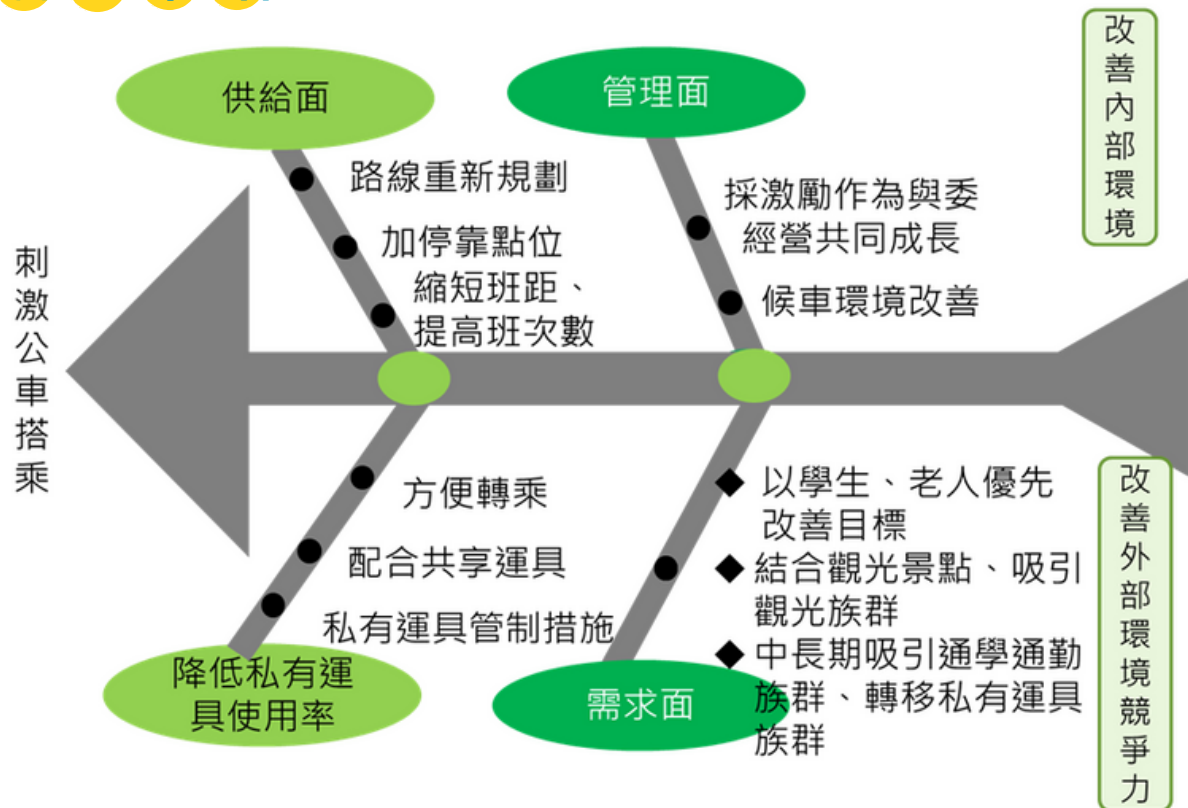 供給面
管理面
改善內部環境
路線重新規劃
加停靠點位
縮短班距、
提高班次數
採激勵作為與委
經營共同成長
候車環境改善
刺激公車搭乘
方便轉乘
配合共享運具
私有運具管制措施
降低私有運
具使用率
以學生、老人優先
改善目標
結合觀光景點、吸引
觀光族群
中長期吸引通學通勤
族群、轉移私有運具
族群
需求面
改善外部環境競爭力